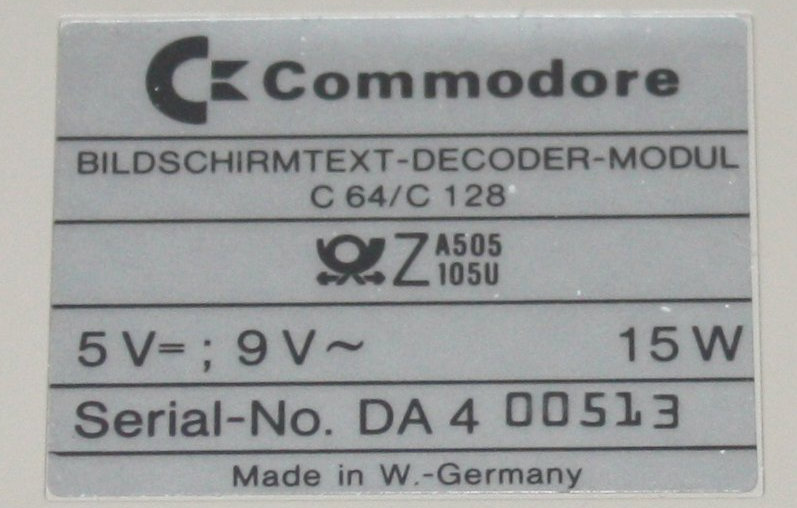 Commodore
BILDSCHIRMTEXT-DECODER-MODUL
C 64/C 128
Z A505
105U
5 V= ; 9 V~ 15 W
Serial-No. DA 4 00513
Made in W.-Germany